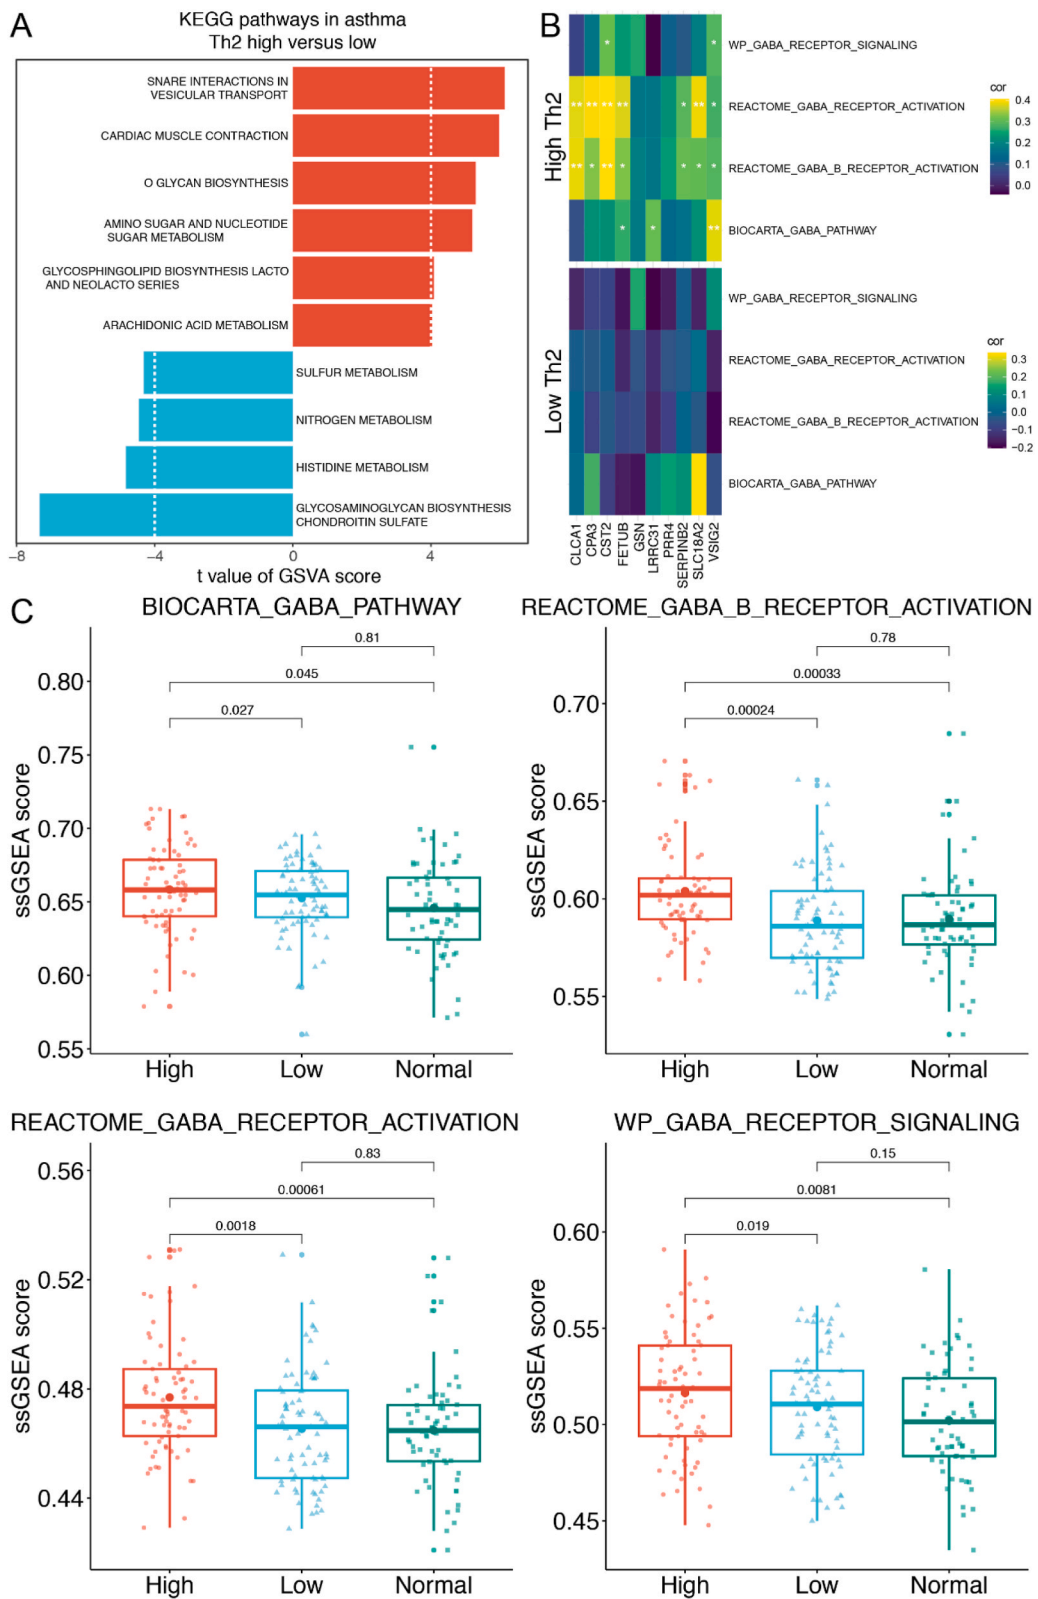 A
KEGG pathways in asthma
Th2 high versus low
SNARE INTERACTIONS IN
VESICULAR TRANSPORT
CARDIAC MUSCLE CONTRACTION
O GLYCAN BIOSYNTHESIS
AMINO SUGAR AND NUCLEOTIDE
SUGAR METABOLISM
GLYCOSPHINGOLIPID BIOSYNTHESIS LACTO
AND NEOLACTO SERIES
ARACHIDONIC ACID METABOLISM
SULFUR METABOLISM
NITROGEN METABOLISM
HISTIDINE METABOLISM
GLYCOSAMINOGLYCAN BIOSYNTHESIS
CHONDROITIN SULFATE
−8 −4 0 4
t value of GSVA score
B
High Th2
* * WP_GABA_RECEPTOR_SIGNALING
** ** ** ** * ** * REACTOME_GABA_RECEPTOR_ACTIVATION
** * ** * * * * REACTOME_GABA_B_RECEPTOR_ACTIVATION
* * ** BIOCARTA_GABA_PATHWAY
cor
0.4
0.3
0.2
0.1
0.0
Low Th2
WP_GABA_RECEPTOR_SIGNALING
REACTOME_GABA_RECEPTOR_ACTIVATION
REACTOME_GABA_B_RECEPTOR_ACTIVATION
BIOCARTA_GABA_PATHWAY
cor
0.3
0.2
0.1
0.0
−0.1
−0.2
CLCA1
CPA3
CST2
FETUB
GSN
LRRC31
PRR4
SERPINB2
SLC18A2
VSIG2
C
BIOCARTA_GABA_PATHWAY
0.81
0.045
0.027
ssGSEA score
0.80
0.75
0.70
0.65
0.60
0.55
High Low Normal
REACTOME_GABA_B_RECEPTOR_ACTIVATION
0.78
0.00033
0.00024
ssGSEA score
0.70
0.65
0.60
0.55
High Low Normal
REACTOME_GABA_RECEPTOR_ACTIVATION
0.83
0.00061
0.0018
ssGSEA score
0.56
0.52
0.48
0.44
High Low Normal
WP_GABA_RECEPTOR_SIGNALING
0.15
0.0081
0.019
ssGSEA score
0.60
0.55
0.50
0.45
High Low Normal